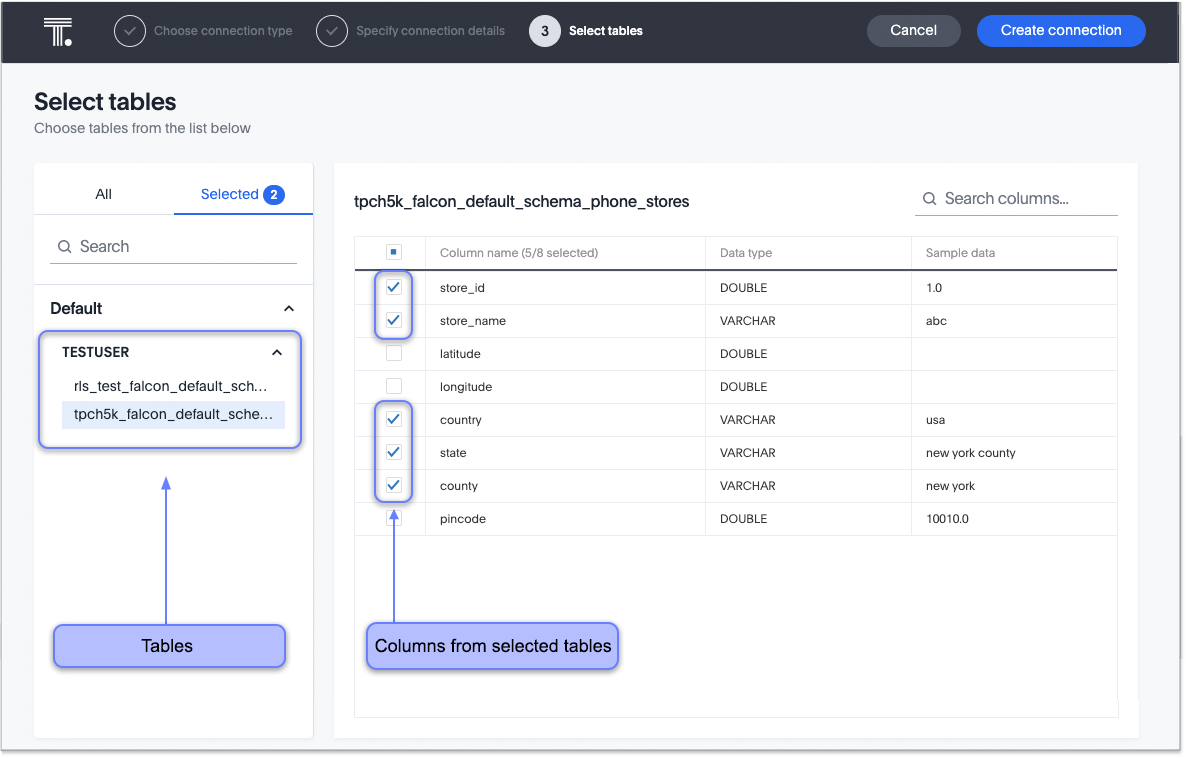 T.
Choose connection type
Specify connection details
3 Select tables
Cancel
Create connection
Select tables
Choose tables from the list below
All
Selected 2
Search
Default
TESTUSER
rls_test_falcon_default_sch...
tpch5k_falcon_default_sche...
Tables
tpch5k_falcon_default_schema_phone_stores
Search columns...
Column name (5/8 selected) Data type Sample data
store_id DOUBLE 1.0
store_name VARCHAR abc
latitude DOUBLE
longitude DOUBLE
country VARCHAR usa
state VARCHAR new york county
county VARCHAR new york
pincode DOUBLE 10010.0
Columns from selected tables